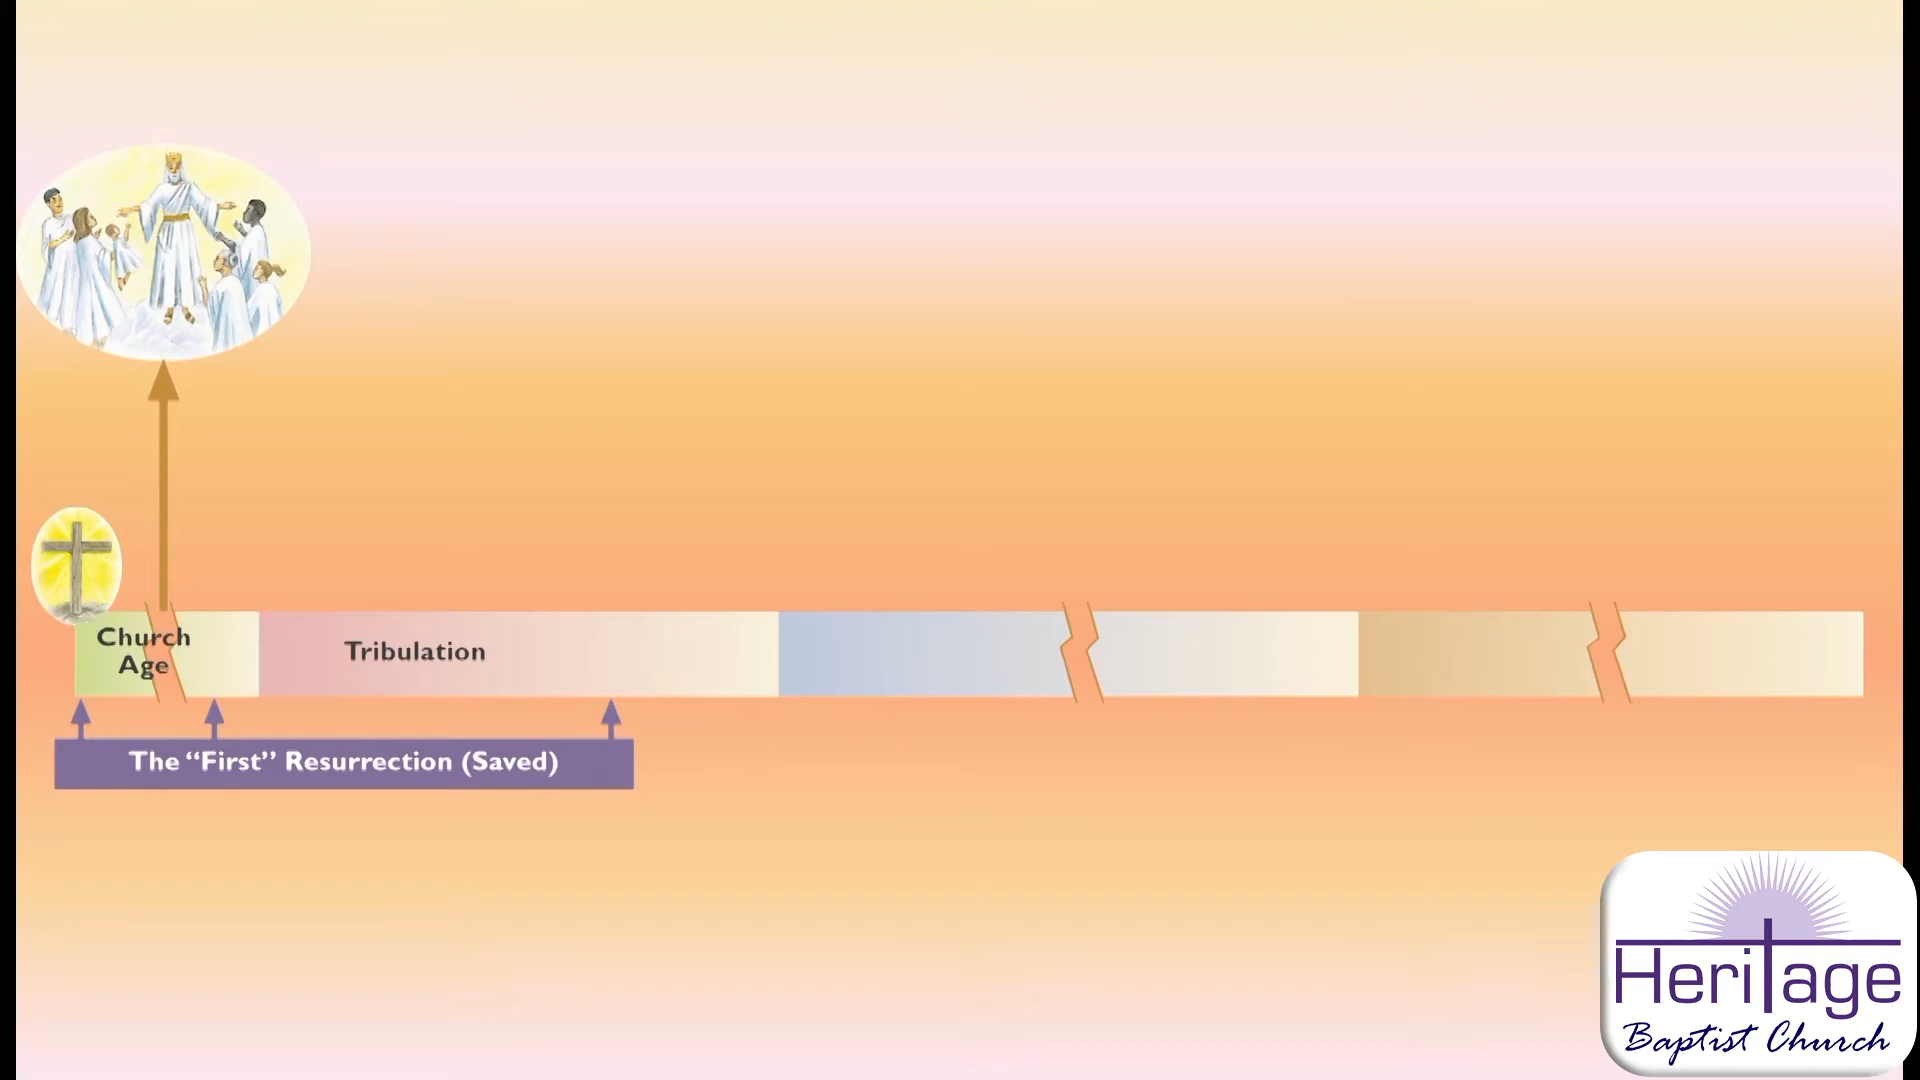 Church
Age
Tribulation
The “First” Resurrection (Saved)
Heritage
Baptist Church